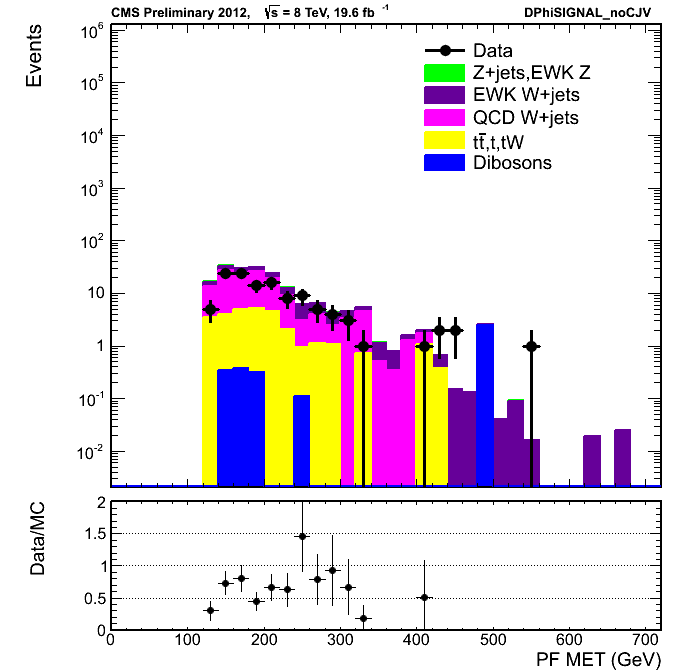 CMS Preliminary 2012, √s = 8 TeV, 19.6 fb⁻¹ DPhiSIGNAL_noCJV
Events
10⁶
10⁵
10⁴
10³
10²
10
1
10⁻¹
10⁻²
Data
Z+jets,EWK Z
EWK W+jets
QCD W+jets
tt̄,t,tW
Dibosons
Data/MC
2
1.5
1
0.5
0
0 100 200 300 400 500 600 700
PF MET (GeV)